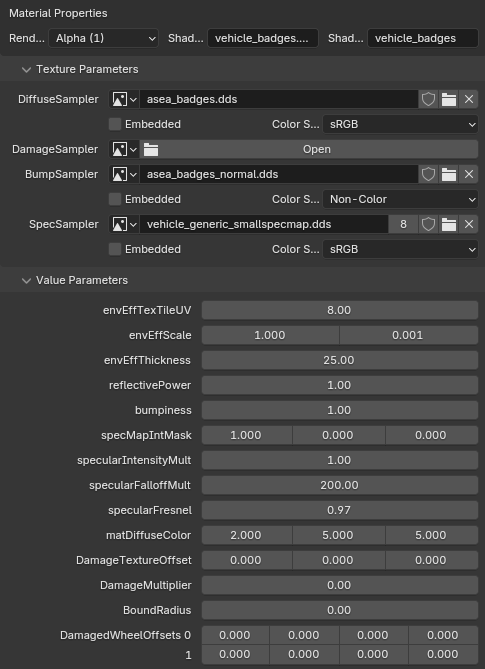 Material Properties
Rend... Alpha (1) Shad... vehicle_badges.... Shad... vehicle_badges
Texture Parameters
DiffuseSampler asea_badges.dds
Embedded Color S... sRGB
DamageSampler Open
BumpSampler asea_badges_normal.dds
Embedded Color S... Non-Color
SpecSampler vehicle_generic_smallspecmap.dds 8
Embedded Color S... sRGB
Value Parameters
envEffTexTileUV 8.00
envEffScale 1.000 0.001
envEffThickness 25.00
reflectivePower 1.00
bumpiness 1.00
specMapIntMask 1.000 0.000 0.000
specularIntensityMult 1.00
specularFalloffMult 200.00
specularFresnel 0.97
matDiffuseColor 2.000 5.000 5.000
DamageTextureOffset 0.000 0.000 0.000
DamageMultiplier 0.00
BoundRadius 0.00
DamagedWheelOffsets 0 0.000 0.000 0.000 0.000
1 0.000 0.000 0.000 0.000